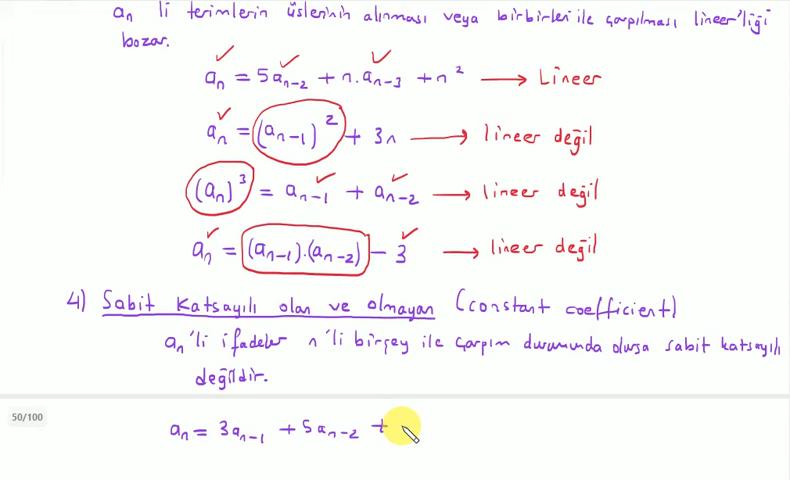 aₙ li terimlerin üslerinin alınması veya birbirleri ile çarpılması lineer'liği
bozar.
aₙ = 5aₙ₋₂ + n.aₙ₋₃ + n² → Lineer
aₙ = (aₙ₋₁)² + 3n → lineer değil
(aₙ)³ = aₙ₋₁ + aₙ₋₂ → lineer değil
aₙ = (aₙ₋₁).(aₙ₋₂) - 3 → lineer değil
4) Sabit Katsayılı olan ve olmayan (constant coefficient)
aₙ'li ifadeler n'li birşey ile çarpım durumunda olursa sabit katsayılı
değildir.
50/100
aₙ = 3aₙ₋₁ + 5aₙ₋₂ +